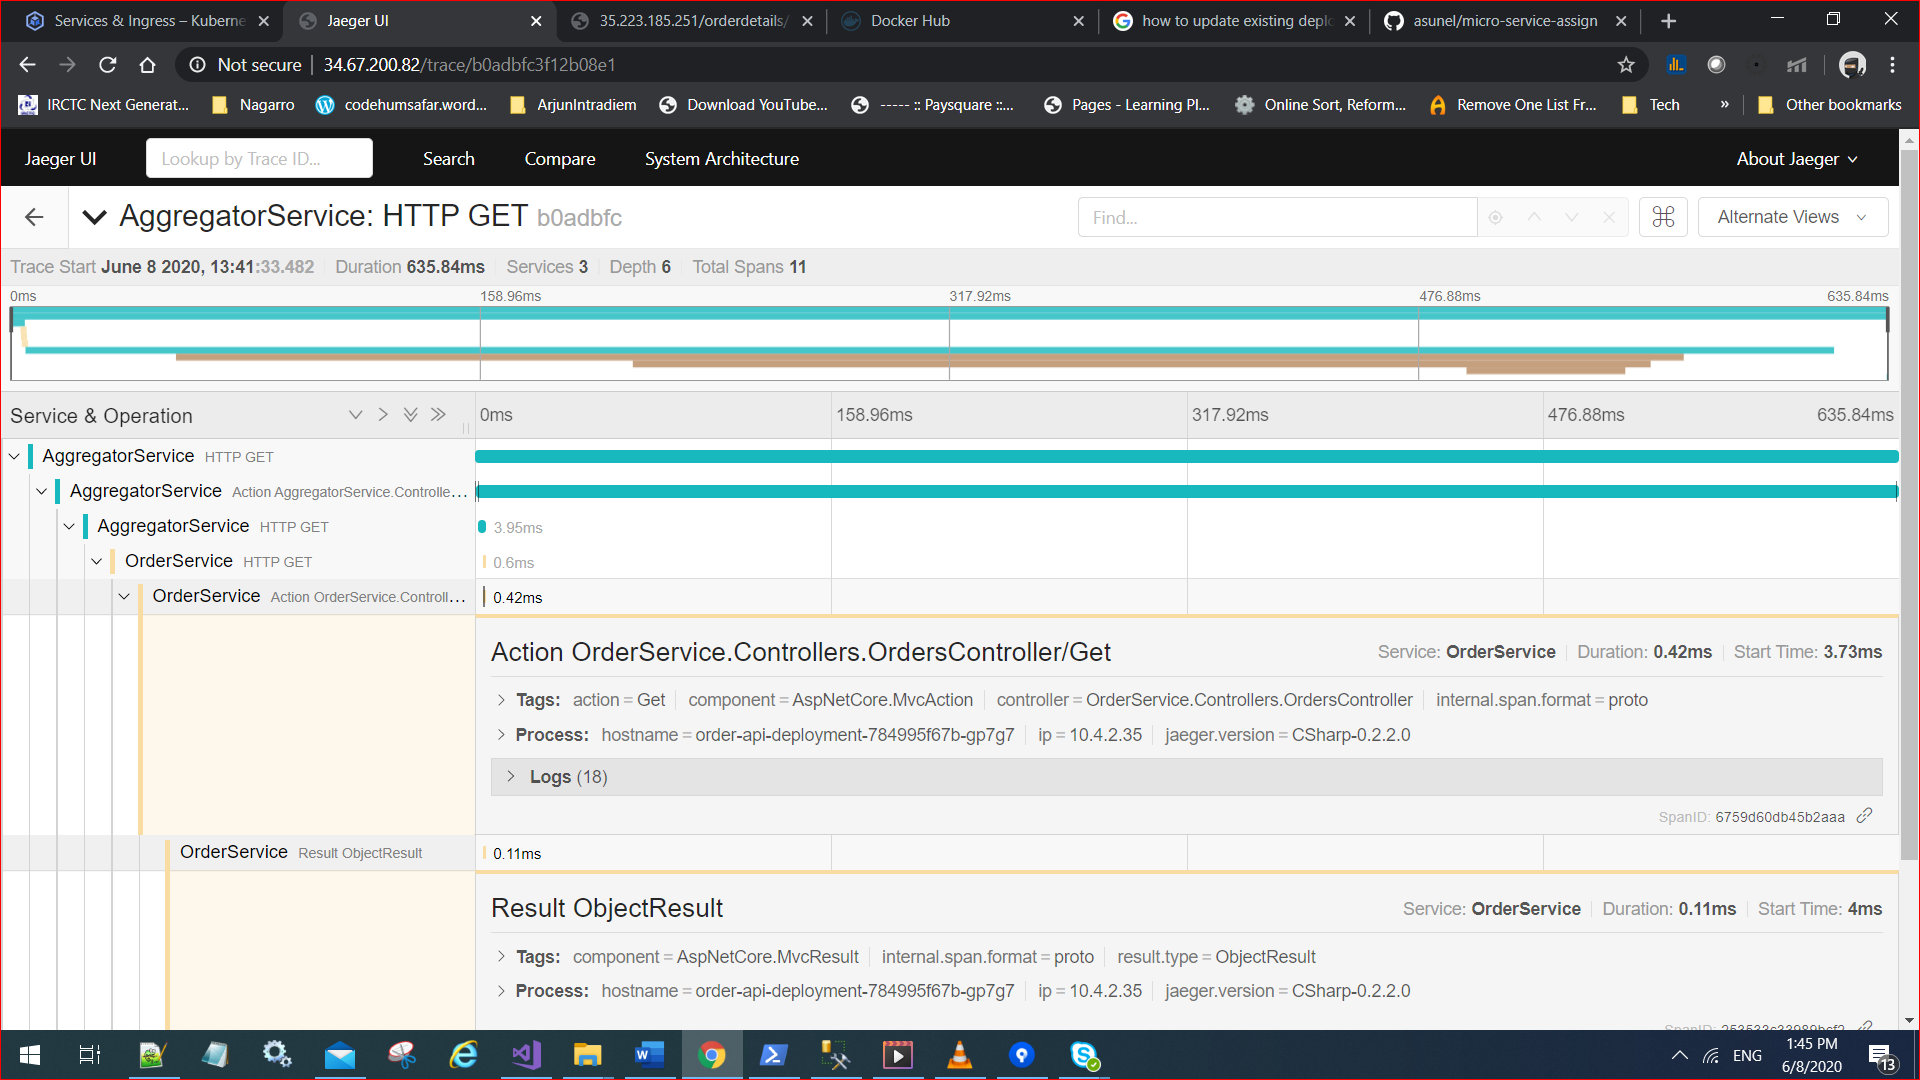 Services & Ingress – Kuberne
Jaeger UI
35.223.185.251/orderdetails/
Docker Hub
how to update existing deplo
asunel/micro-service-assign
Not secure 34.67.200.82/trace/b0adbfc3f12b08e1
IRCTC Next Generat...
Nagarro
codehumsafar.word...
ArjunIntradiem
Download YouTube...
----- :: Paysquare ::...
Pages - Learning Pl...
Online Sort, Reform...
Remove One List Fr...
Tech
»
Other bookmarks
Jaeger UI
Lookup by Trace ID...
Search
Compare
System Architecture
About Jaeger
AggregatorService: HTTP GET b0adbfc
Find...
Alternate Views
Trace Start June 8 2020, 13:41:33.482 Duration 635.84ms Services 3 Depth 6 Total Spans 11
0ms 158.96ms 317.92ms 476.88ms 635.84ms
Service & Operation
0ms 158.96ms 317.92ms 476.88ms 635.84ms
AggregatorService HTTP GET
AggregatorService Action AggregatorService.Controlle...
AggregatorService HTTP GET 3.95ms
OrderService HTTP GET 0.6ms
OrderService Action OrderService.Controll... 0.42ms
Action OrderService.Controllers.OrdersController/Get
Service: OrderService Duration: 0.42ms Start Time: 3.73ms
Tags: action = Get component = AspNetCore.MvcAction controller = OrderService.Controllers.OrdersController internal.span.format = proto
Process: hostname = order-api-deployment-784995f67b-gp7g7 ip = 10.4.2.35 jaeger.version = CSharp-0.2.2.0
Logs (18)
SpanID: 6759d60db45b2aaa
OrderService Result ObjectResult 0.11ms
Result ObjectResult
Service: OrderService Duration: 0.11ms Start Time: 4ms
Tags: component = AspNetCore.MvcResult internal.span.format = proto result.type = ObjectResult
Process: hostname = order-api-deployment-784995f67b-gp7g7 ip = 10.4.2.35 jaeger.version = CSharp-0.2.2.0
ENG
1:45 PM
6/8/2020
13